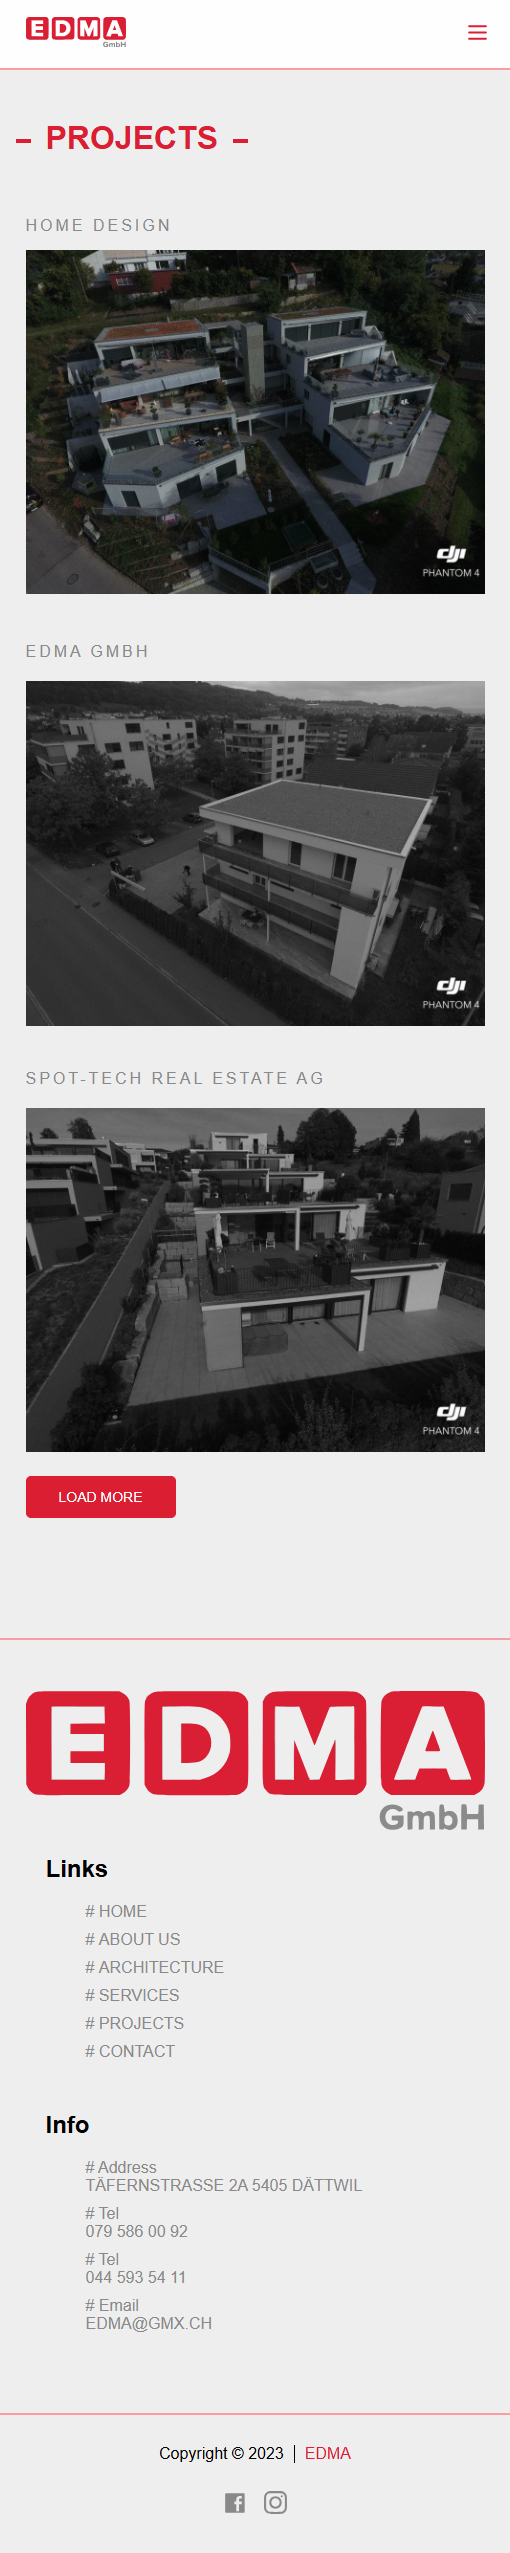 EDMA
GmbH
– PROJECTS –
HOME DESIGN
dji
PHANTOM 4
EDMA GMBH
dji
PHANTOM 4
SPOT-TECH REAL ESTATE AG
dji
PHANTOM 4
LOAD MORE
EDMA
GmbH
Links
# HOME
# ABOUT US
# ARCHITECTURE
# SERVICES
# PROJECTS
# CONTACT
Info
# Address
TÄFERNSTRASSE 2A 5405 DÄTTWIL
# Tel
079 586 00 92
# Tel
044 593 54 11
# Email
EDMA@GMX.CH
Copyright © 2023 | EDMA